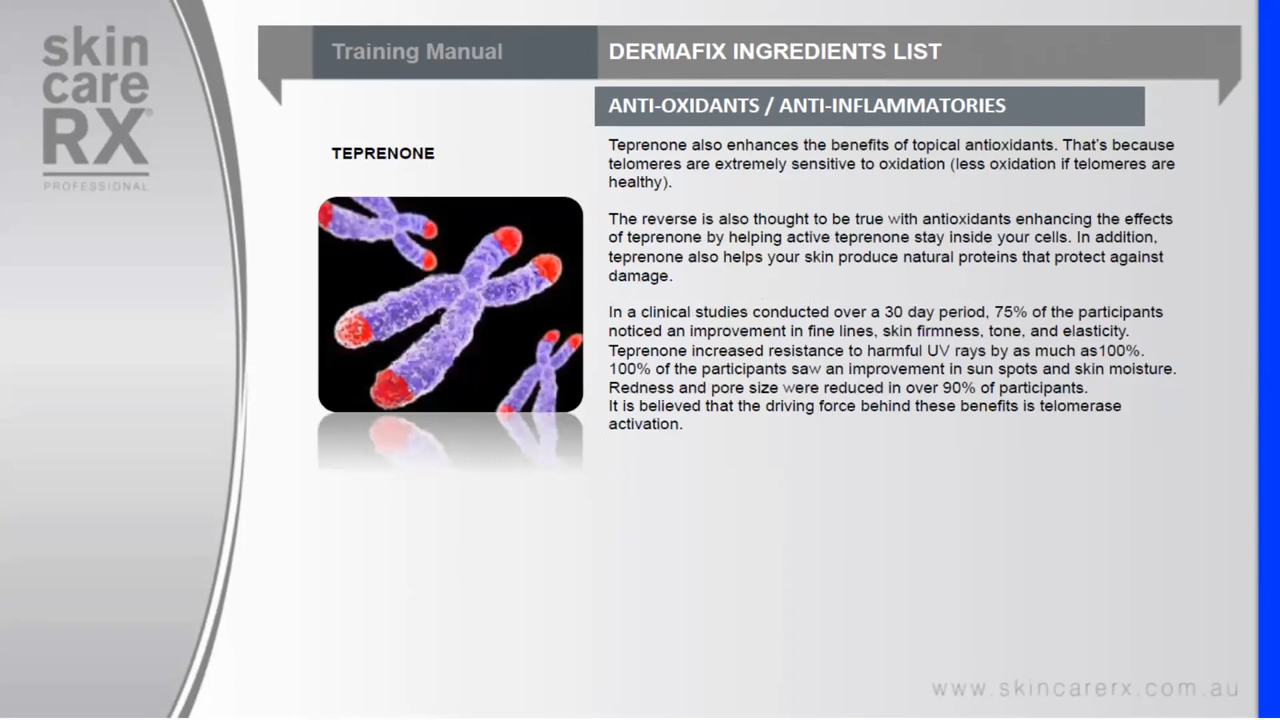 skin
care
RX®
PROFESSIONAL
Training Manual
DERMAFIX INGREDIENTS LIST
ANTI-OXIDANTS / ANTI-INFLAMMATORIES
TEPRENONE
Teprenone also enhances the benefits of topical antioxidants. That's because
telomeres are extremely sensitive to oxidation (less oxidation if telomeres are
healthy).
The reverse is also thought to be true with antioxidants enhancing the effects
of teprenone by helping active teprenone stay inside your cells. In addition,
teprenone also helps your skin produce natural proteins that protect against
damage.
In a clinical studies conducted over a 30 day period, 75% of the participants
noticed an improvement in fine lines, skin firmness, tone, and elasticity.
Teprenone increased resistance to harmful UV rays by as much as100%.
100% of the participants saw an improvement in sun spots and skin moisture.
Redness and pore size were reduced in over 90% of participants.
It is believed that the driving force behind these benefits is telomerase
activation.
www.skincarerx.com.au